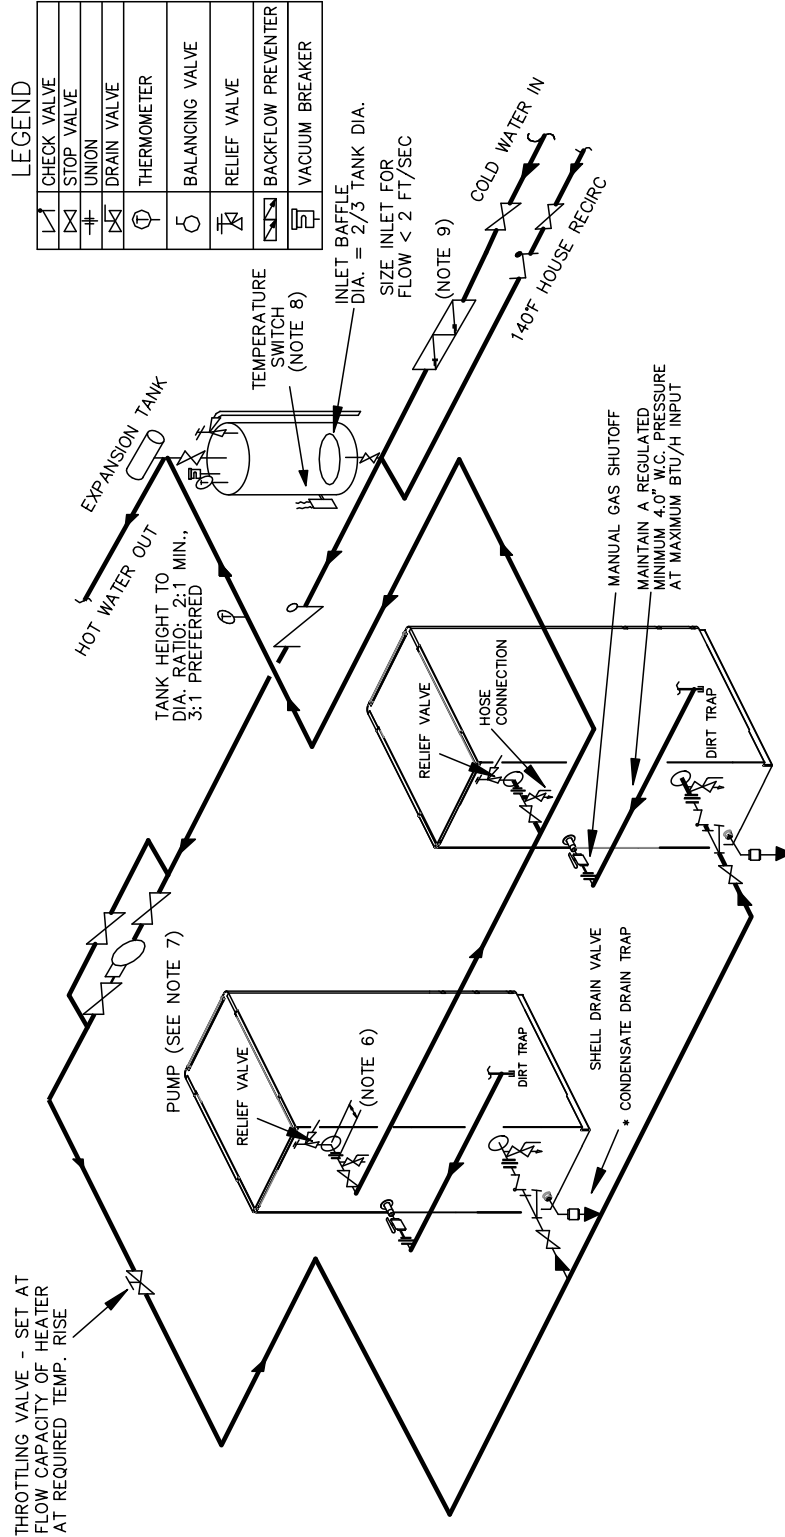 LEGEND
CHECK VALVE
STOP VALVE
UNION
DRAIN VALVE
T
THERMOMETER
BALANCING VALVE
RELIEF VALVE
BACKFLOW PREVENTER
VACUUM BREAKER
THROTTLING VALVE - SET AT
FLOW CAPACITY OF HEATER
AT REQUIRED TEMP. RISE
PUMP (SEE NOTE 7)
HOT WATER OUT
EXPANSION TANK
TANK HEIGHT TO
DIA. RATIO: 2:1 MIN.,
3:1 PREFERRED
T
T
TEMPERATURE
SWITCH
(NOTE 8)
INLET BAFFLE
DIA. = 2/3 TANK DIA.
SIZE INLET FOR
FLOW < 2 FT/SEC
(NOTE 9)
COLD WATER IN
140°F HOUSE RECIRC
RELIEF VALVE
(NOTE 6)
DIRT TRAP
RELIEF VALVE
HOSE
CONNECTION
DIRT TRAP
MANUAL GAS SHUTOFF
MAINTAIN A REGULATED
MINIMUM 4.0" W.C. PRESSURE
AT MAXIMUM BTU/H INPUT
SHELL DRAIN VALVE
* CONDENSATE DRAIN TRAP